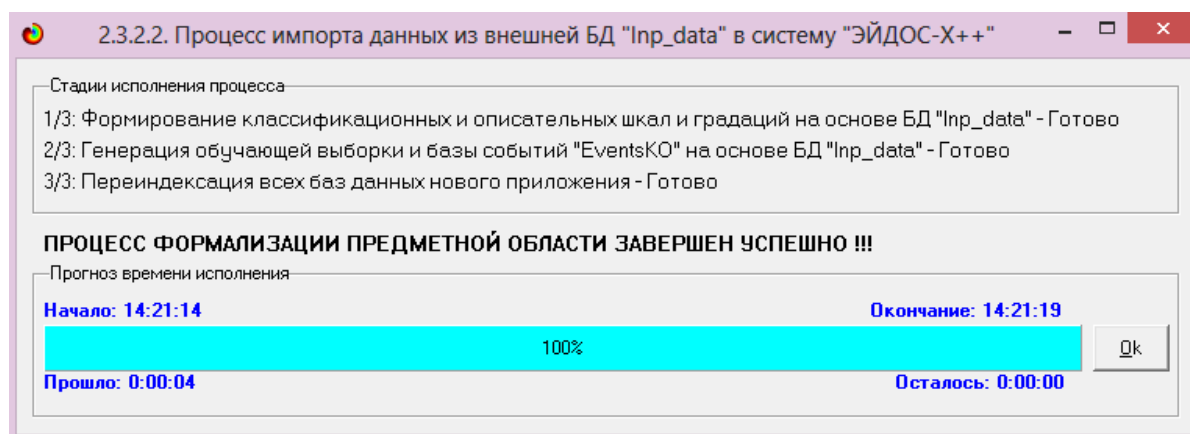 2.3.2.2. Процесс импорта данных из внешней БД "Inp_data" в систему "ЭЙДОС-X++"
Стадии исполнения процесса
1/3: Формирование классификационных и описательных шкал и градаций на основе БД "Inp_data" - Готово
2/3: Генерация обучающей выборки и базы событий "EventsKO" на основе БД "Inp_data" - Готово
3/3: Переиндексация всех баз данных нового приложения - Готово
ПРОЦЕСС ФОРМАЛИЗАЦИИ ПРЕДМЕТНОЙ ОБЛАСТИ ЗАВЕРШЕН УСПЕШНО !!!
Прогноз времени исполнения
Начало: 14:21:14 Окончание: 14:21:19
100% Ok
Прошло: 0:00:04 Осталось: 0:00:00